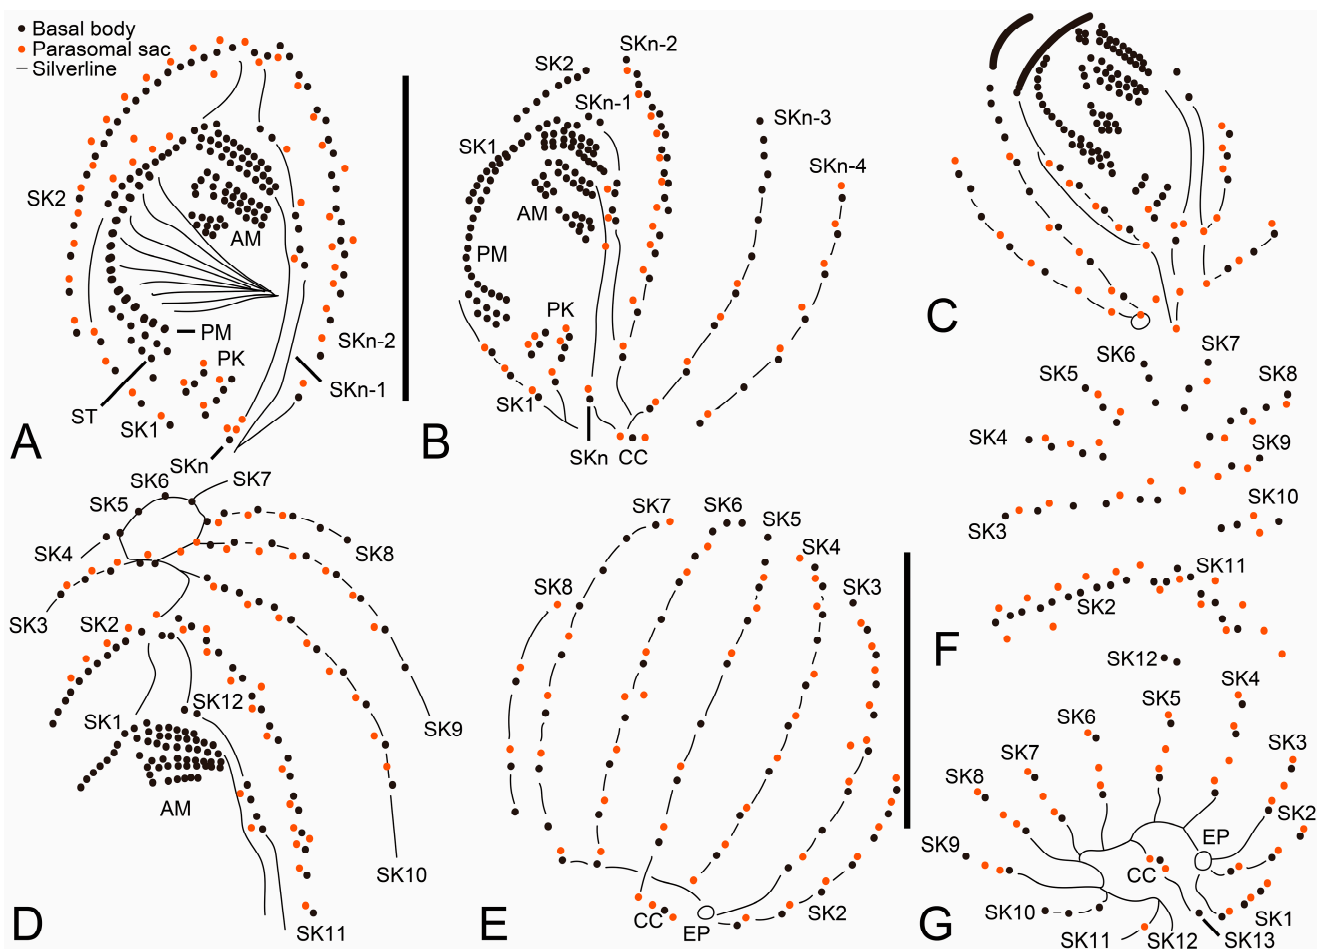 Basal body
Parasomal sac
Silverline
SK2
AM
PM
PK
SKn-2
SKn-1
ST
SK1
SKn
A
SKn-2
SK2
SKn-1
SKn-3
SK1
SKn-4
AM
PM
PK
SK1
SKn CC
B
C
SK7
SK6
SK5
SK4
SK3
SK2
SK8
SK9
SK1
SK12
AM
SK10
SK11
D
SK7
SK6
SK5
SK4
SK8
SK3
CC
EP
SK2
E
SK6
SK7
SK5
SK8
SK4
SK9
SK10
SK3
SK11
SK2
SK12
F
SK4
SK5
SK6
SK3
SK7
SK8
SK2
EP
SK9
CC
SK10
SK1
SK11
SK12
SK13
G